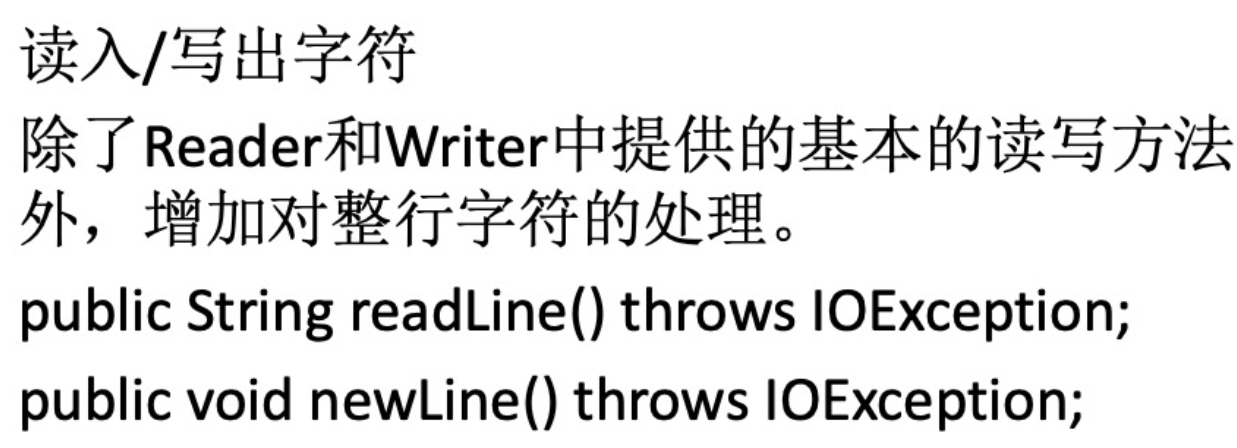 读入/写出字符
除了Reader和Writer中提供的基本的读写方法
外，增加对整行字符的处理。
public String readLine() throws IOException;
public void newLine() throws IOException;